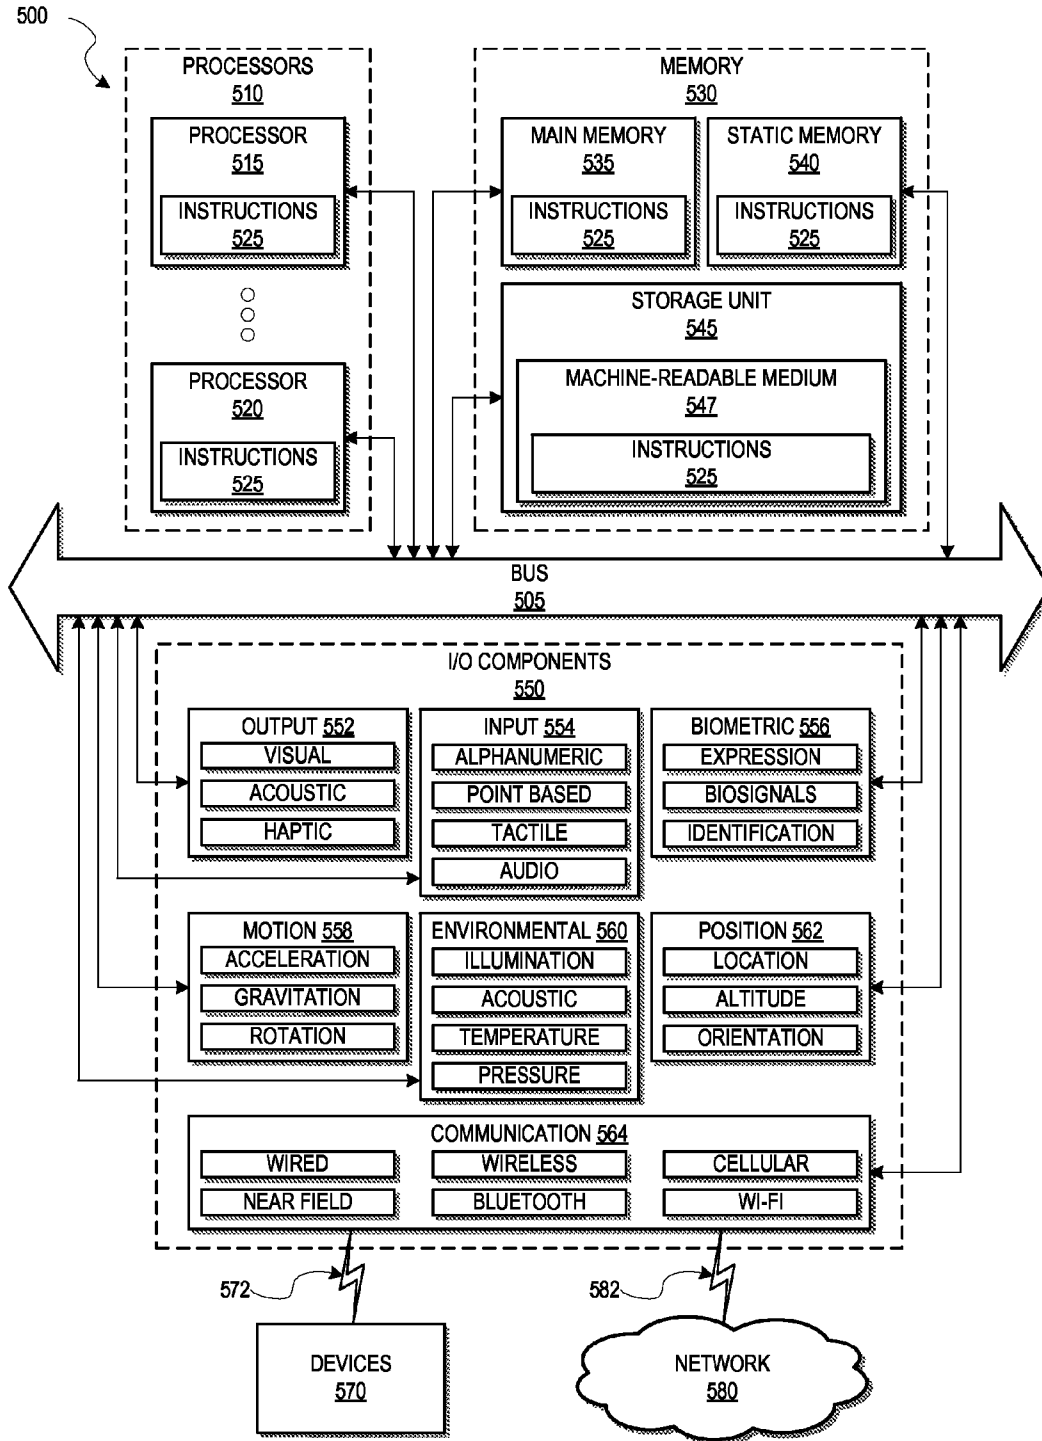 500
PROCESSORS
510
PROCESSOR
515
INSTRUCTIONS
525
PROCESSOR
520
INSTRUCTIONS
525
MEMORY
530
MAIN MEMORY
535
INSTRUCTIONS
525
STATIC MEMORY
540
INSTRUCTIONS
525
STORAGE UNIT
545
MACHINE-READABLE MEDIUM
547
INSTRUCTIONS
525
BUS
505
I/O COMPONENTS
550
OUTPUT 552
VISUAL
ACOUSTIC
HAPTIC
INPUT 554
ALPHANUMERIC
POINT BASED
TACTILE
AUDIO
BIOMETRIC 556
EXPRESSION
BIOSIGNALS
IDENTIFICATION
MOTION 558
ACCELERATION
GRAVITATION
ROTATION
ENVIRONMENTAL 560
ILLUMINATION
ACOUSTIC
TEMPERATURE
PRESSURE
POSITION 562
LOCATION
ALTITUDE
ORIENTATION
COMMUNICATION 564
WIRED
WIRELESS
CELLULAR
NEAR FIELD
BLUETOOTH
WI-FI
572
582
DEVICES
570
NETWORK
580